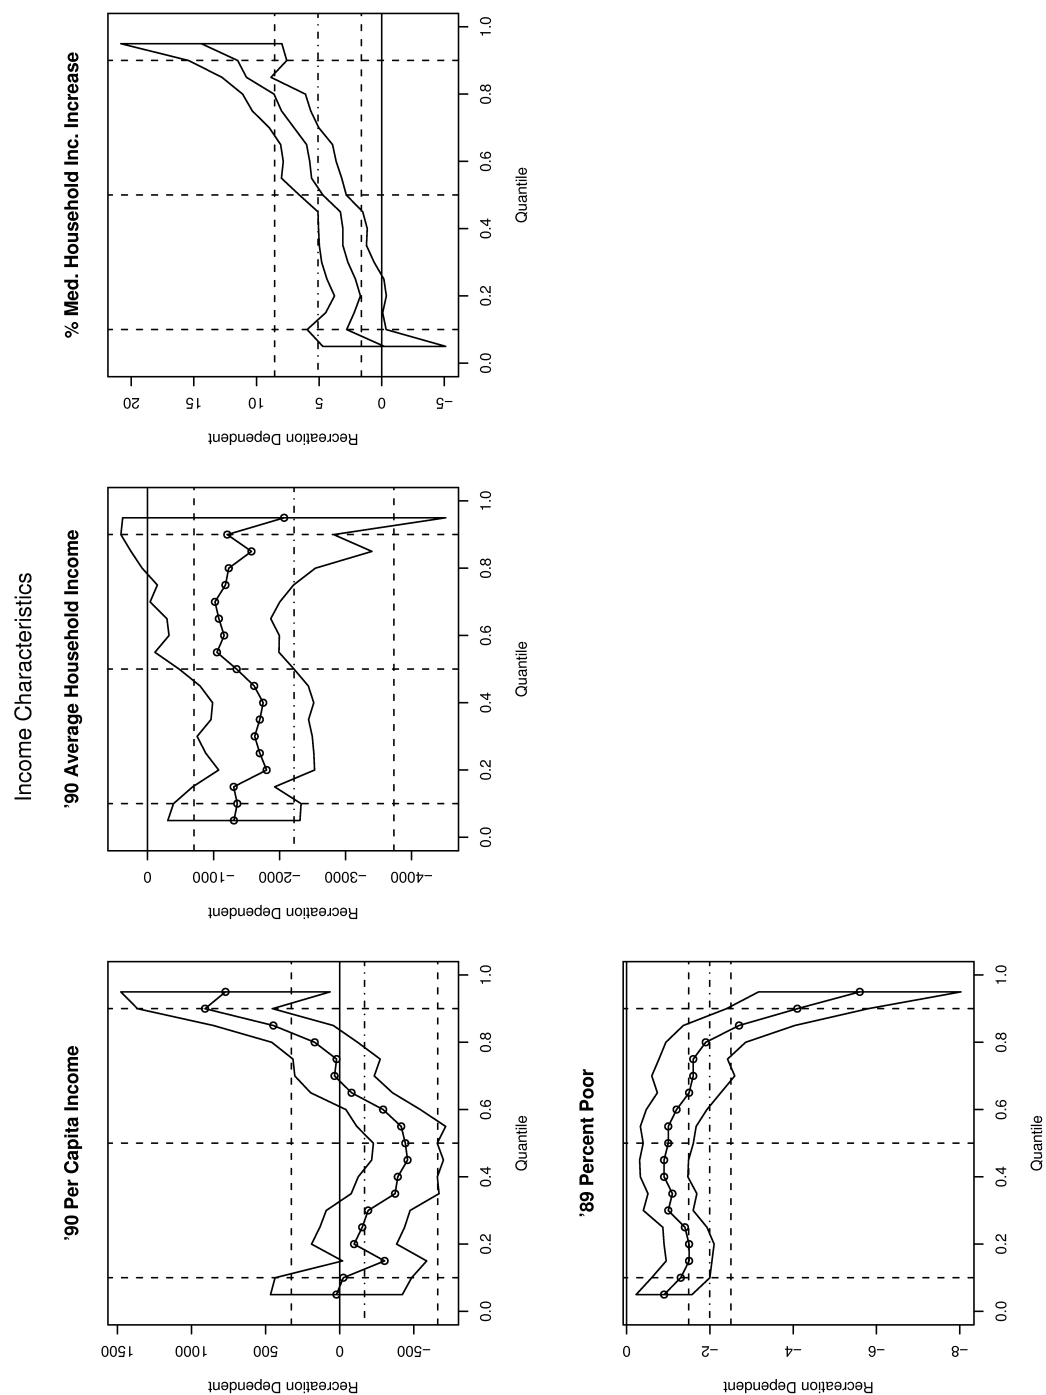 Income Characteristics
'90 Per Capita Income
Recreation Dependent
1500 1000 500 0 −500
0.0 0.2 0.4 0.6 0.8 1.0
Quantile
'90 Average Household Income
Recreation Dependent
0 −1000 −2000 −3000 −4000
0.0 0.2 0.4 0.6 0.8 1.0
Quantile
% Med. Household Inc. Increase
Recreation Dependent
20 15 10 5 0 −5
0.0 0.2 0.4 0.6 0.8 1.0
Quantile
'89 Percent Poor
Recreation Dependent
0 −2 −4 −6 −8
0.0 0.2 0.4 0.6 0.8 1.0
Quantile